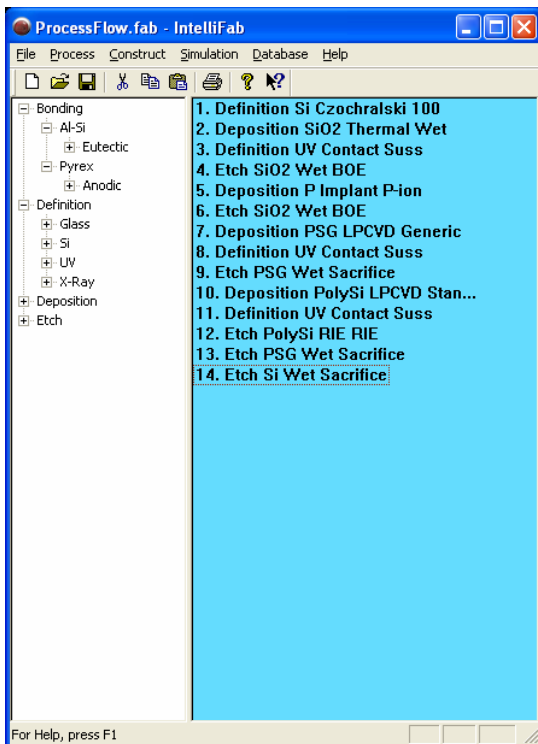 ProcessFlow.fab - IntelliFab
File Process Construct Simulation Database Help
Bonding
Al-Si
Eutectic
Pyrex
Anodic
Definition
Glass
Si
UV
X-Ray
Deposition
Etch
1. Definition Si Czochralski 100
2. Deposition SiO2 Thermal Wet
3. Definition UV Contact Suss
4. Etch SiO2 Wet BOE
5. Deposition P Implant P-ion
6. Etch SiO2 Wet BOE
7. Deposition PSG LPCVD Generic
8. Definition UV Contact Suss
9. Etch PSG Wet Sacrifice
10. Deposition PolySi LPCVD Stan...
11. Definition UV Contact Suss
12. Etch PolySi RIE RIE
13. Etch PSG Wet Sacrifice
14. Etch Si Wet Sacrifice
For Help, press F1